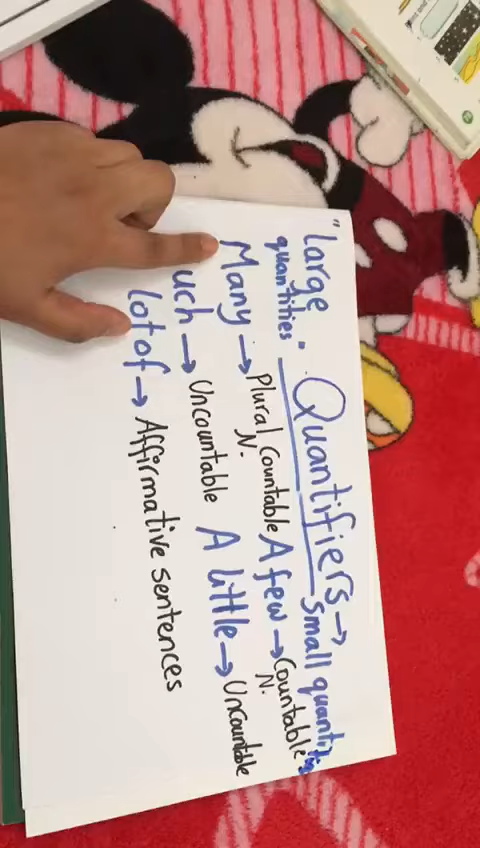 Quantifiers →
"large quantities"
small quantities
Many → Plural, Countable N.
A few → Countable N.
uch → Uncountable
A little → Uncountable
lot of → Affirmative sentences